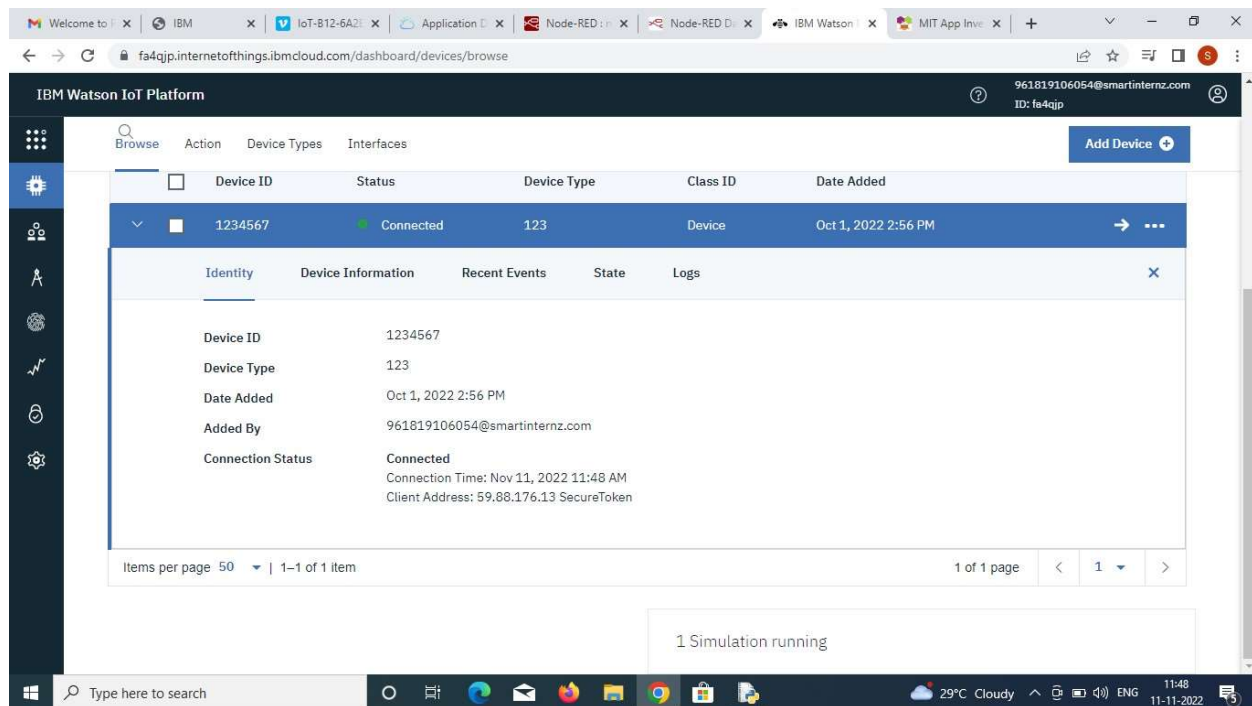 Welcome to
IBM
IoT-B12-6A2
Application D
Node-RED : n
Node-RED D
IBM Watson
MIT App Inve
fa4qjp.internetofthings.ibmcloud.com/dashboard/devices/browse
S
IBM Watson IoT Platform
961819106054@smartinternz.com
ID: fa4qjp
Browse Action Device Types Interfaces
Add Device
Device ID Status Device Type Class ID Date Added
1234567 Connected 123 Device Oct 1, 2022 2:56 PM
Identity Device Information Recent Events State Logs
Device ID 1234567
Device Type 123
Date Added Oct 1, 2022 2:56 PM
Added By 961819106054@smartinternz.com
Connection Status Connected
Connection Time: Nov 11, 2022 11:48 AM
Client Address: 59.88.176.13 SecureToken
Items per page 50 | 1–1 of 1 item
1 of 1 page 1
1 Simulation running
Type here to search
29°C Cloudy ENG
11:48
11-11-2022
5